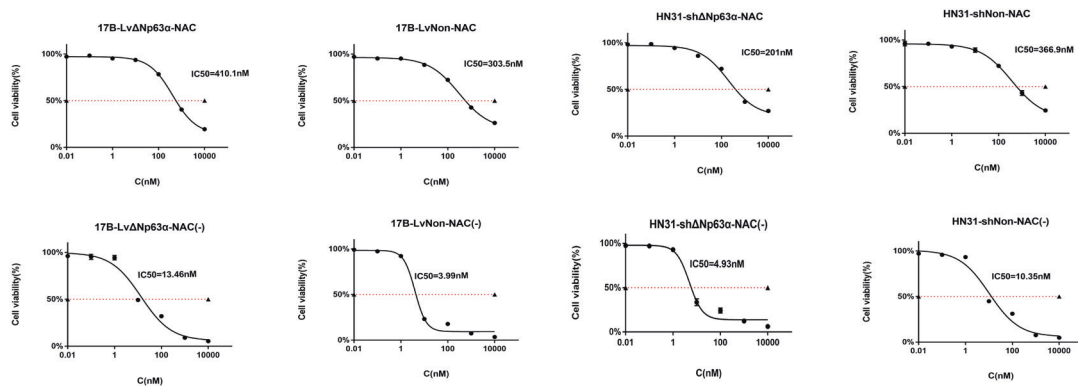 17B-LvΔNp63α-NAC
100%
50%
0%
Cell viability(%)
IC50=410.1nM
0.01
1
100
10000
C(nM)
17B-LvNon-NAC
100%
50%
0%
Cell viability(%)
IC50=303.5nM
0.01
1
100
10000
C(nM)
HN31-shΔNp63α-NAC
100%
50%
0%
Cell viability(%)
IC50=201nM
0.01
1
100
10000
C(nM)
HN31-shNon-NAC
100%
50%
0%
Cell viability(%)
IC50=366.9nM
0.01
1
100
10000
C(nM)
17B-LvΔNp63α-NAC(-)
100%
50%
0%
Cell viability(%)
IC50=13.46nM
0.01
1
100
10000
C(nM)
17B-LvNon-NAC(-)
100%
50%
0%
Cell viability(%)
IC50=3.99nM
0.01
1
100
10000
C(nM)
HN31-shΔNp63α-NAC(-)
100%
50%
0%
Cell viability(%)
IC50=4.93nM
0.01
1
100
10000
C(nM)
HN31-shNon-NAC(-)
100%
50%
0%
Cell viability(%)
IC50=10.35nM
0.01
1
100
10000
C(nM)